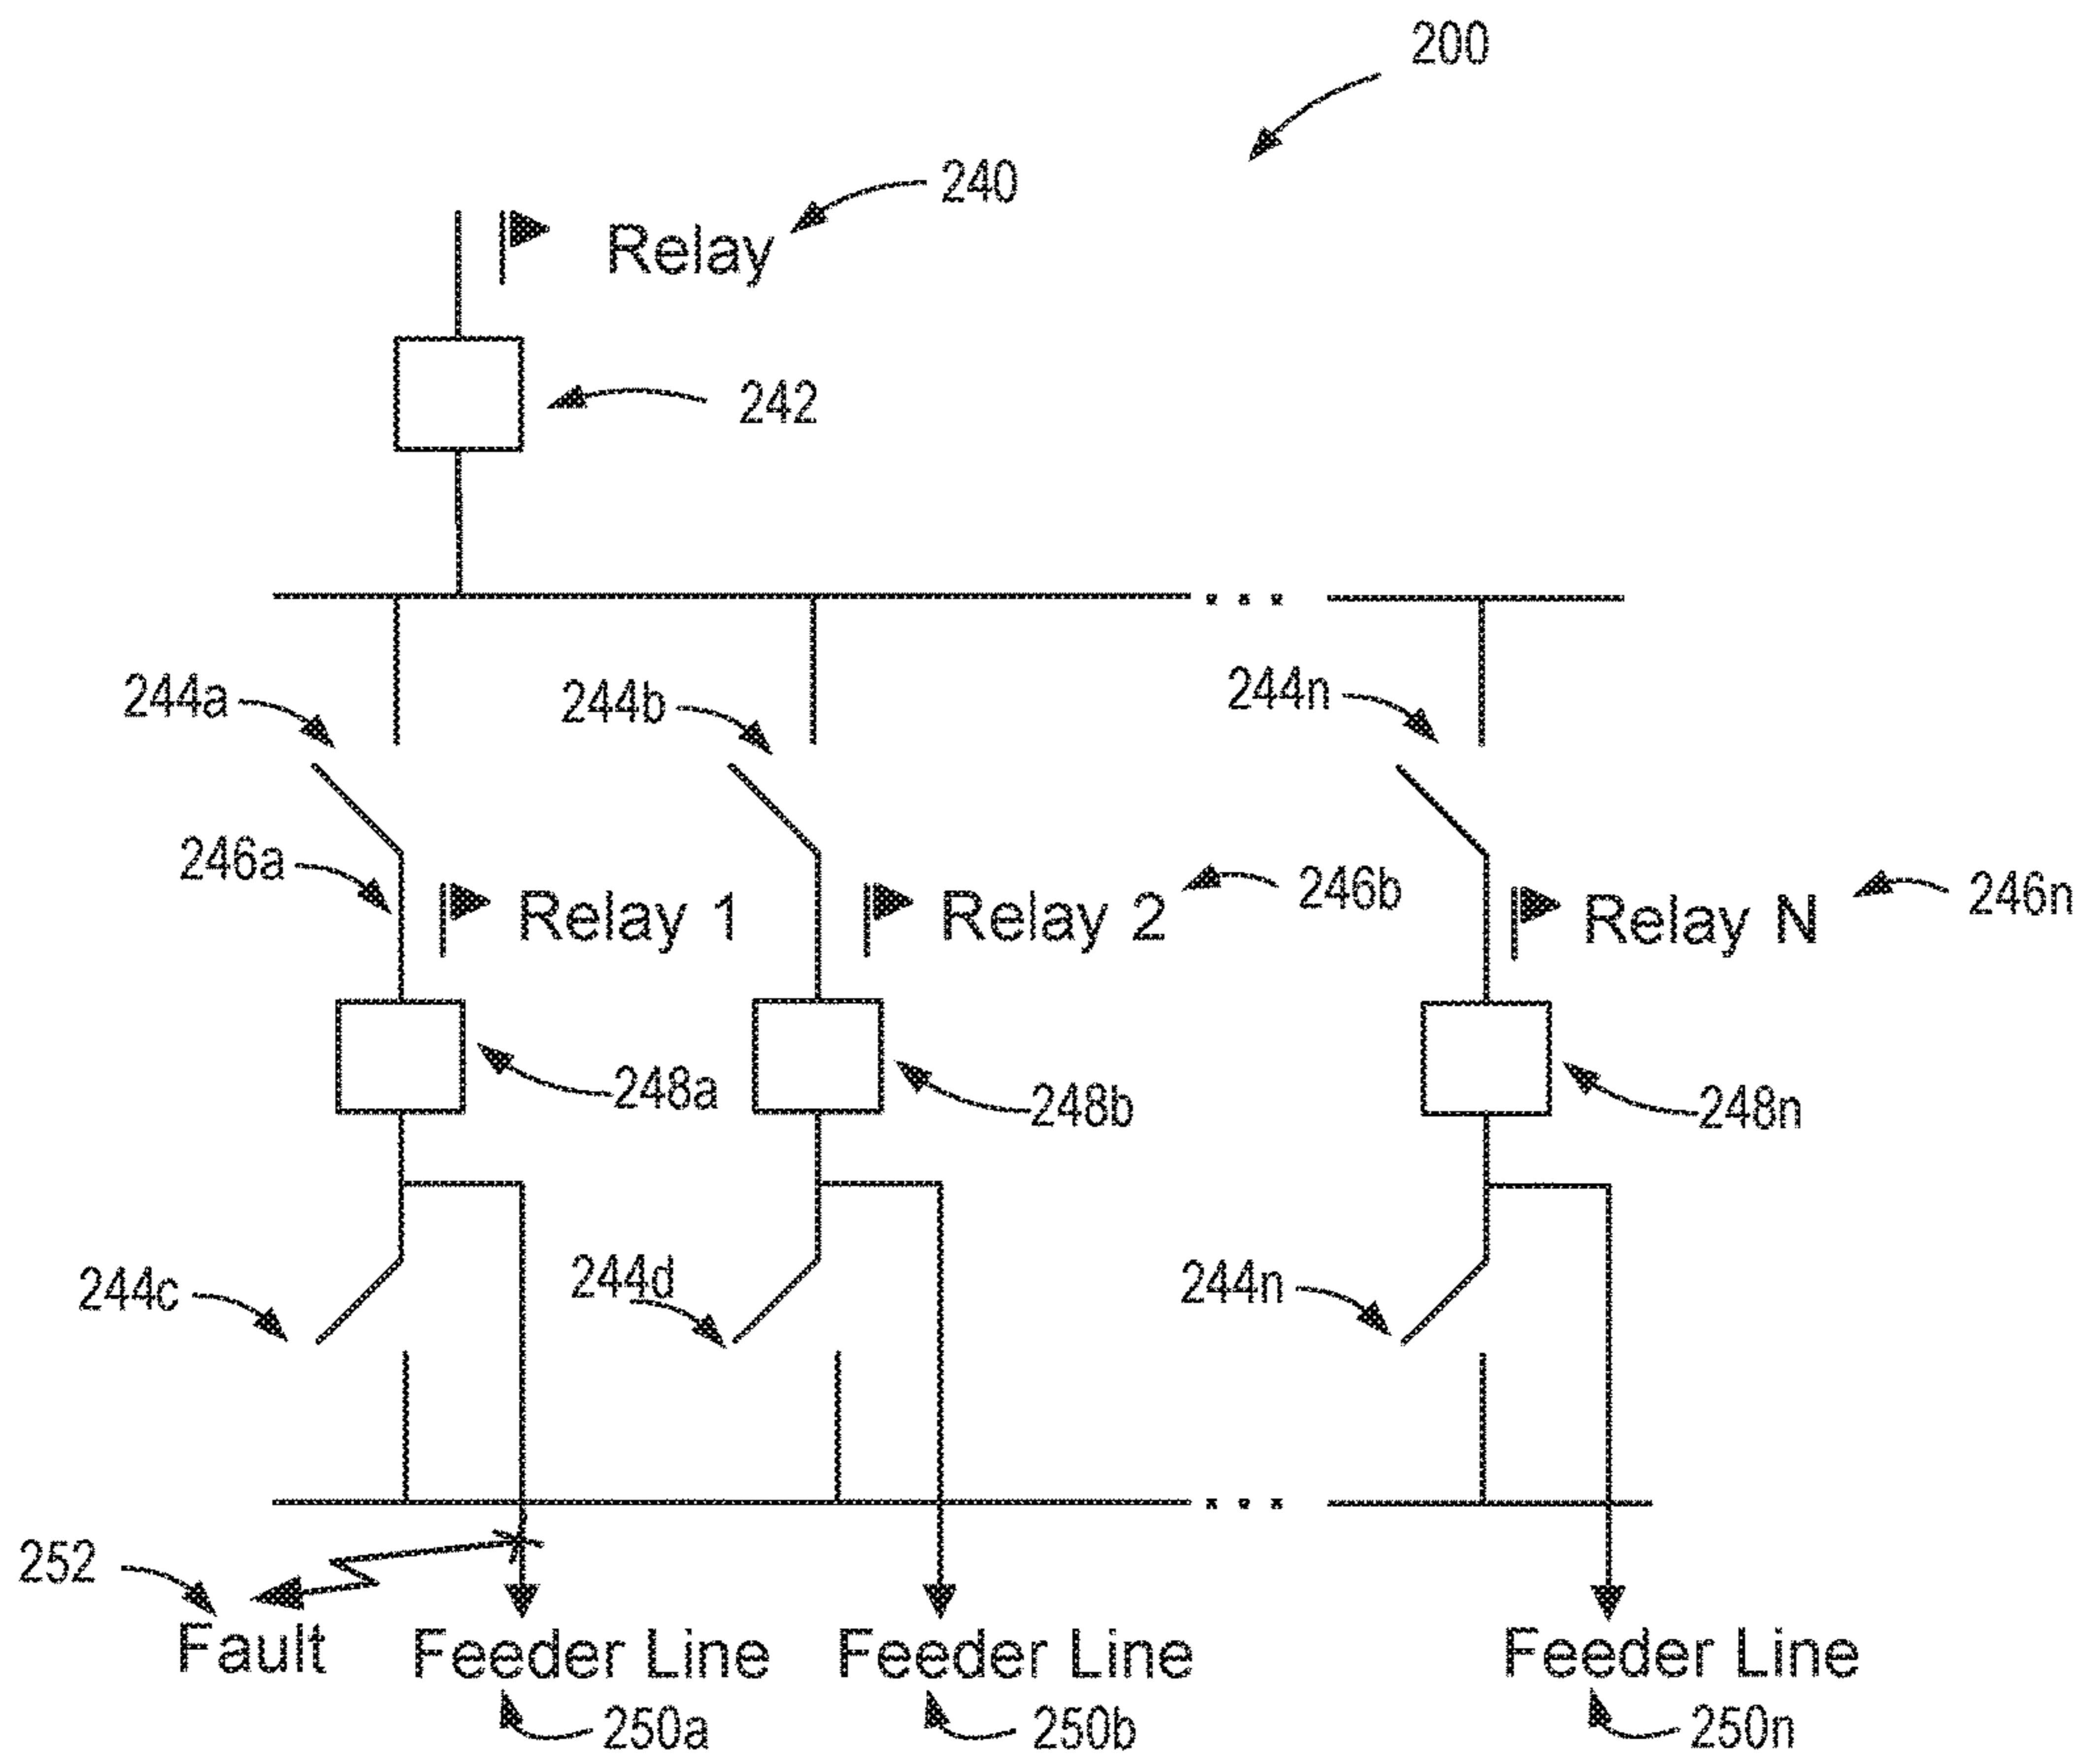 200
240
Relay
242
244a
244b
244n
246a
Relay 1
Relay 2
246b
Relay N
246n
248a
248b
248n
244c
244d
244n
252
Fault
Feeder Line
Feeder Line
Feeder Line
250a
250b
250n